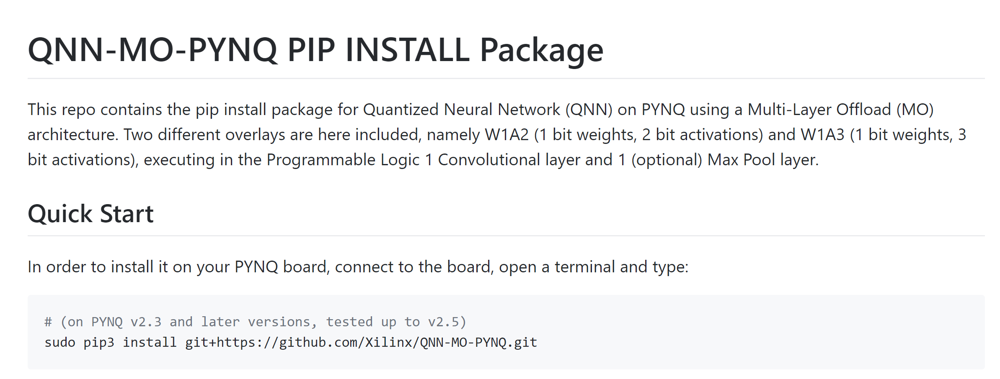 QNN-MO-PYNQ PIP INSTALL Package
This repo contains the pip install package for Quantized Neural Network (QNN) on PYNQ using a Multi-Layer Offload (MO)
architecture. Two different overlays are here included, namely W1A2 (1 bit weights, 2 bit activations) and W1A3 (1 bit weights, 3
bit activations), executing in the Programmable Logic 1 Convolutional layer and 1 (optional) Max Pool layer.
Quick Start
In order to install it on your PYNQ board, connect to the board, open a terminal and type:
# (on PYNQ v2.3 and later versions, tested up to v2.5)
sudo pip3 install git+https://github.com/Xilinx/QNN-MO-PYNQ.git